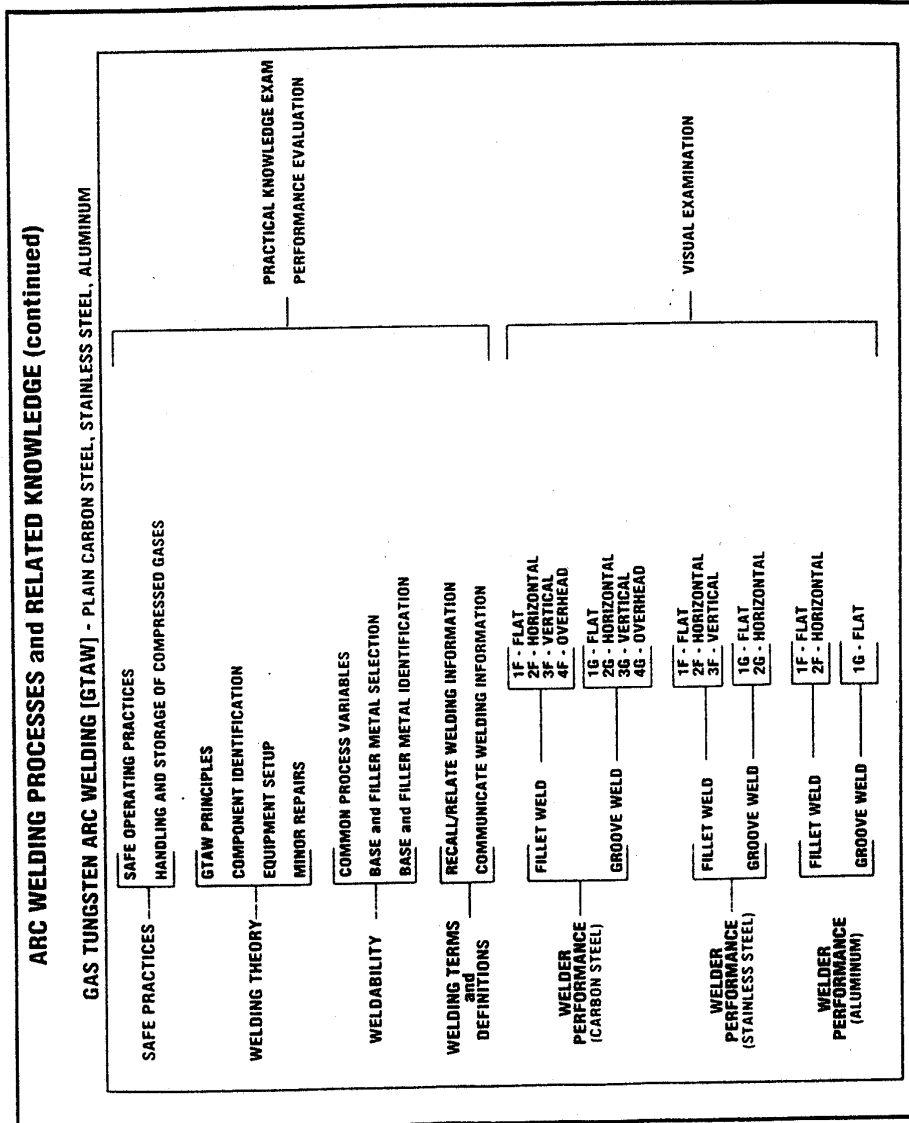 ARC WELDING PROCESSES and RELATED KNOWLEDGE (continued)
GAS TUNGSTEN ARC WELDING [GTAW] - PLAIN CARBON STEEL, STAINLESS STEEL, ALUMINUM
SAFE PRACTICES
SAFE OPERATING PRACTICES
HANDLING AND STORAGE OF COMPRESSED GASES
WELDING THEORY
GTAW PRINCIPLES
COMPONENT IDENTIFICATION
EQUIPMENT SETUP
MINOR REPAIRS
WELDABILITY
COMMON PROCESS VARIABLES
BASE and FILLER METAL SELECTION
BASE and FILLER METAL IDENTIFICATION
WELDING TERMS
and
DEFINITIONS
RECALL/RELATE WELDING INFORMATION
COMMUNICATE WELDING INFORMATION
PRACTICAL KNOWLEDGE EXAM
PERFORMANCE EVALUATION
WELDER
PERFORMANCE
(CARBON STEEL)
FILLET WELD
1F - FLAT
2F - HORIZONTAL
3F - VERTICAL
4F - OVERHEAD
GROOVE WELD
1G - FLAT
2G - HORIZONTAL
3G - VERTICAL
4G - OVERHEAD
WELDER
PERFORMANCE
(STAINLESS STEEL)
FILLET WELD
1F - FLAT
2F - HORIZONTAL
3F - VERTICAL
GROOVE WELD
1G - FLAT
2G - HORIZONTAL
WELDER
PERFORMANCE
(ALUMINUM)
FILLET WELD
1F - FLAT
2F - HORIZONTAL
GROOVE WELD
1G - FLAT
VISUAL EXAMINATION